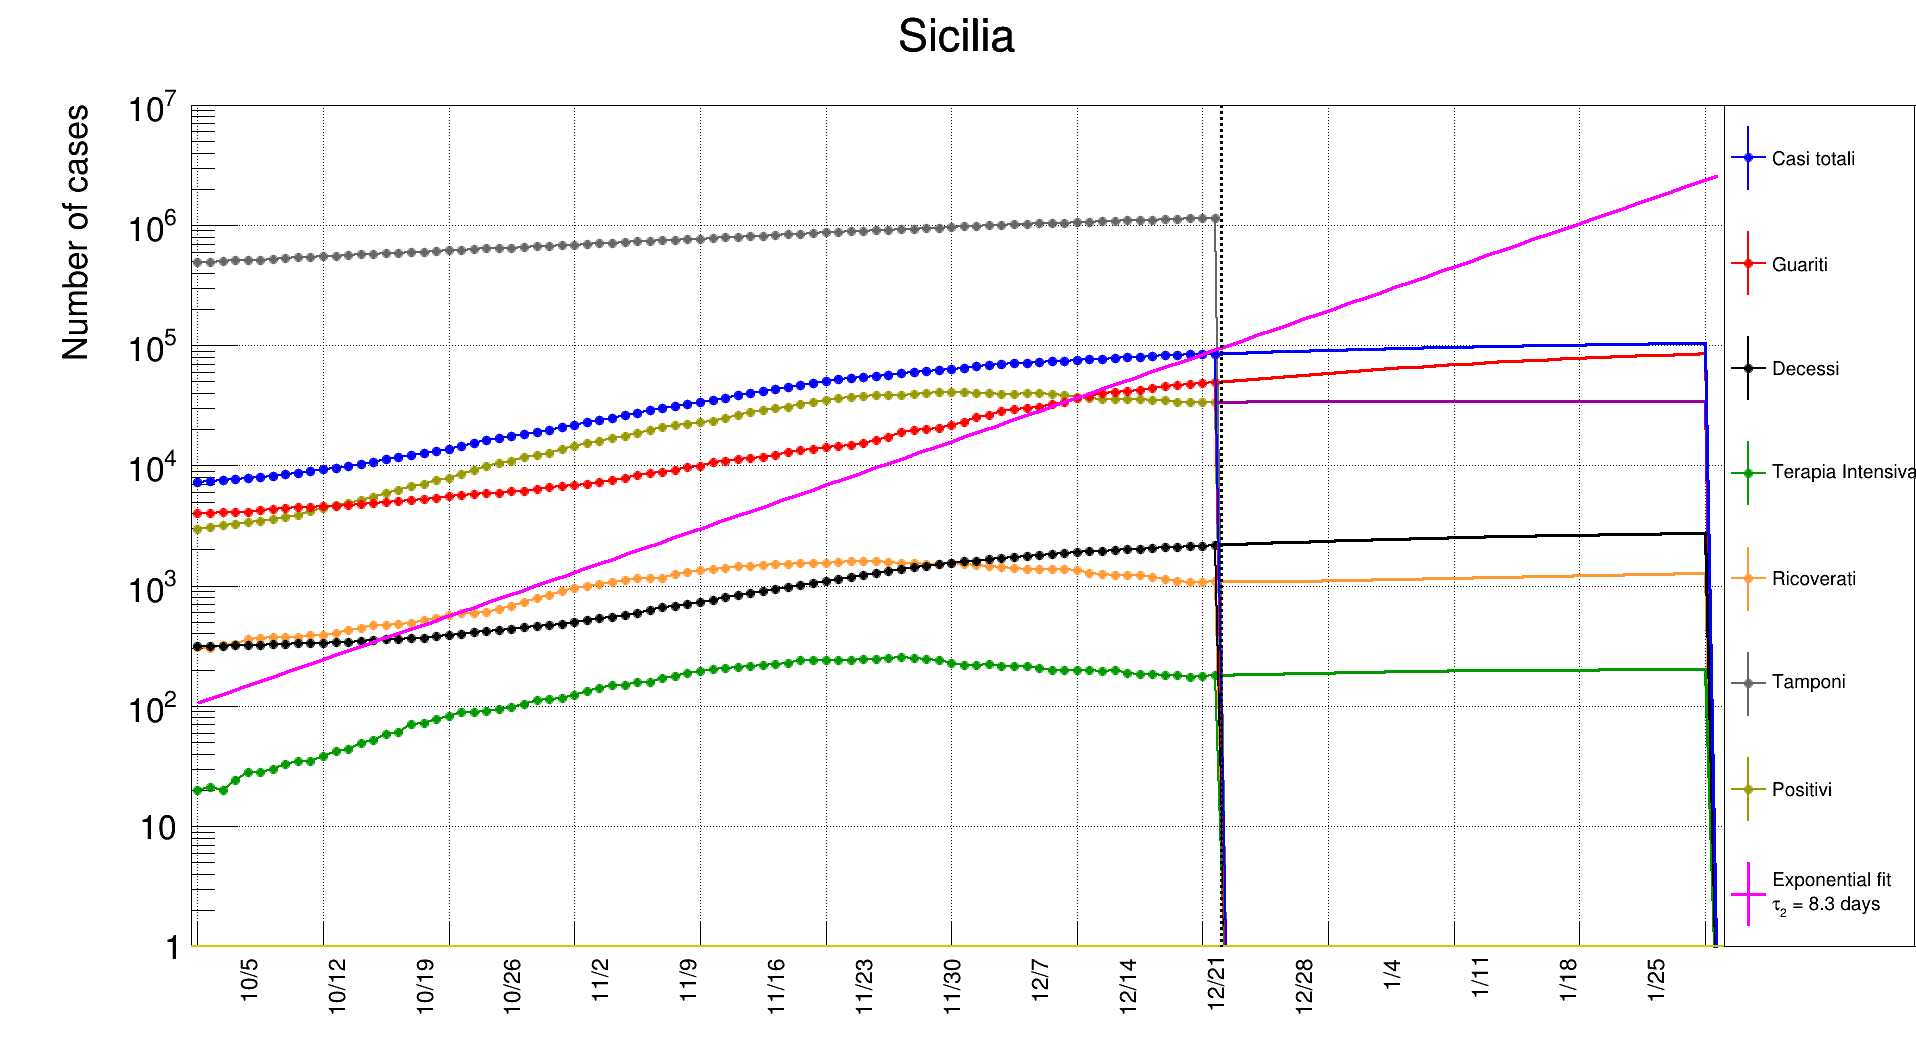 Sicilia
Number of cases
10^7
10^6
10^5
10^4
10^3
10^2
10
1
10/5 10/12 10/19 10/26 11/2 11/9 11/16 11/23 11/30 12/7 12/14 12/21 12/28 1/4 1/11 1/18 1/25
Casi totali
Guariti
Decessi
Terapia Intensiva
Ricoverati
Tamponi
Positivi
Exponential fit
τ_2 = 8.3 days